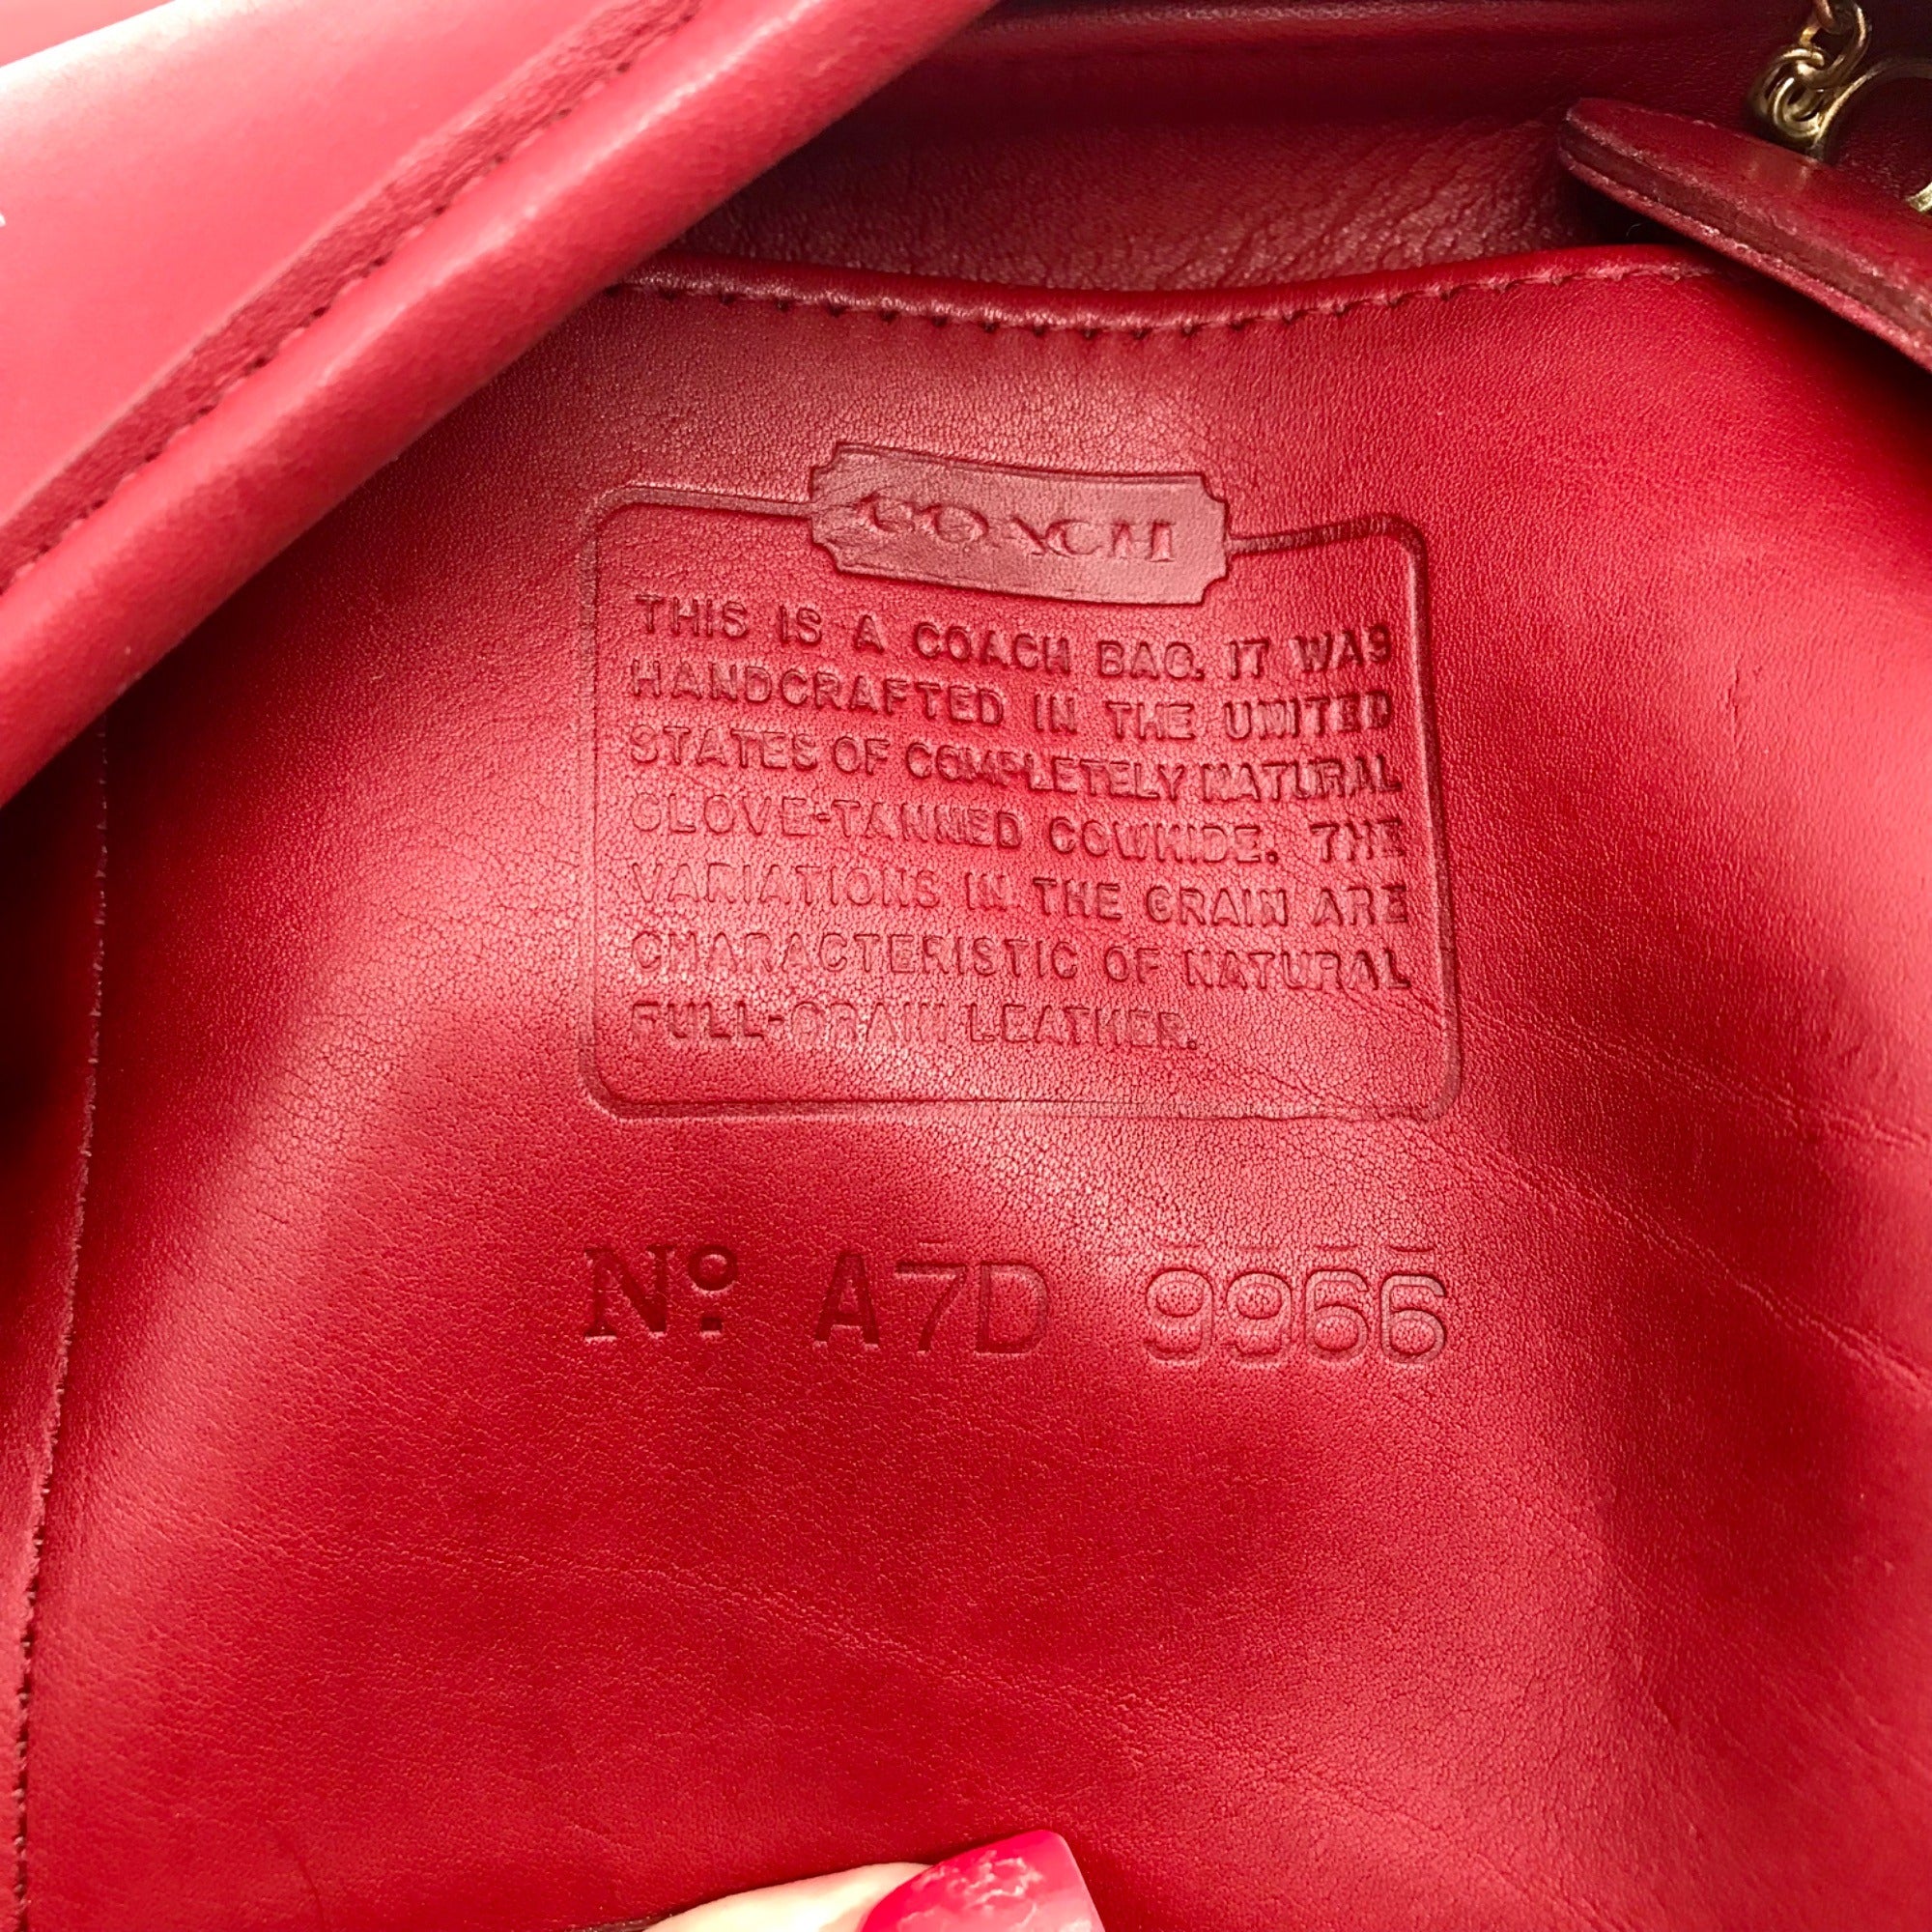 COACH
THIS IS A COACH BAG. IT WAS
HANDCRAFTED IN THE UNITED
STATES OF COMPLETELY NATURAL
GLOVE-TANNED COWHIDE. THE
VARIATIONS IN THE GRAIN ARE
CHARACTERISTIC OF NATURAL
FULL-GRAIN LEATHER.
Nº. A7D 9966